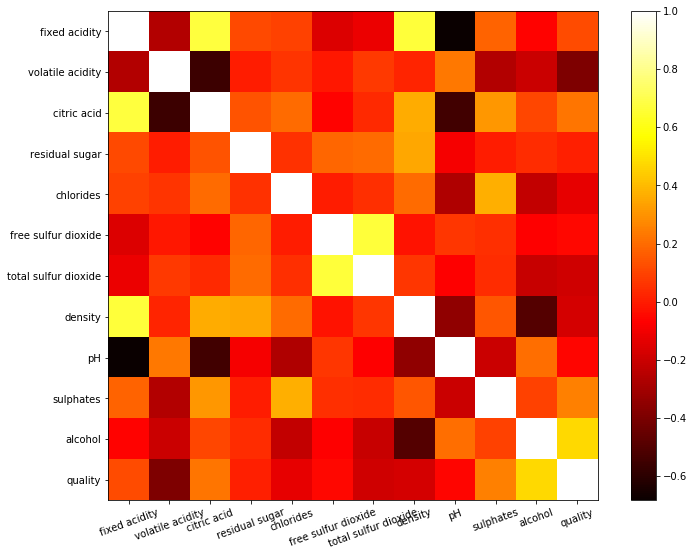 fixed acidity
volatile acidity
citric acid
residual sugar
chlorides
free sulfur dioxide
total sulfur dioxide
density
pH
sulphates
alcohol
quality
fixed acidity
volatile acidity
citric acid
residual sugar
chlorides
free sulfur dioxide
total sulfur dioxide
density
pH
sulphates
alcohol
quality
1.0
0.8
0.6
0.4
0.2
0.0
−0.2
−0.4
−0.6